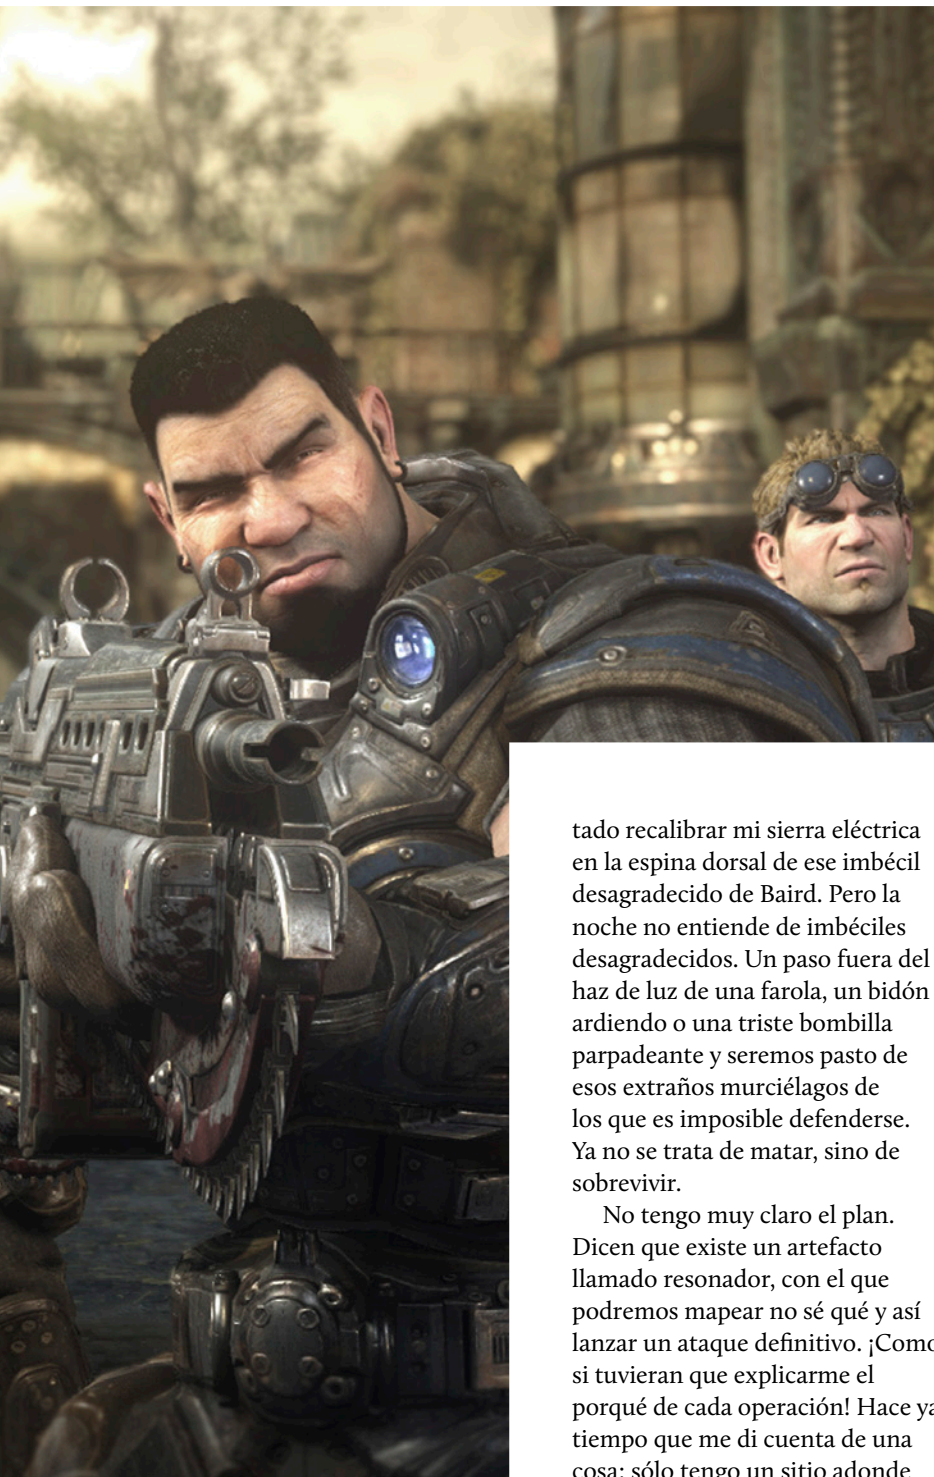 tado recalibrar mi sierra eléctrica
en la espina dorsal de ese imbécil
desagradecido de Baird. Pero la
noche no entiende de imbéciles
desagradecidos. Un paso fuera del
haz de luz de una farola, un bidón
ardiendo o una triste bombilla
parpadeante y seremos pasto de
esos extraños murciélagos de
los que es imposible defenderse.
Ya no se trata de matar, sino de
sobrevivir.
No tengo muy claro el plan.
Dicen que existe un artefacto
llamado resonador, con el que
podremos mapear no sé qué y así
lanzar un ataque definitivo. ¡Como
si tuvieran que explicarme el
porqué de cada operación! Hace ya
tiempo que me di cuenta de una
cosa: sólo tengo un sitio adonde